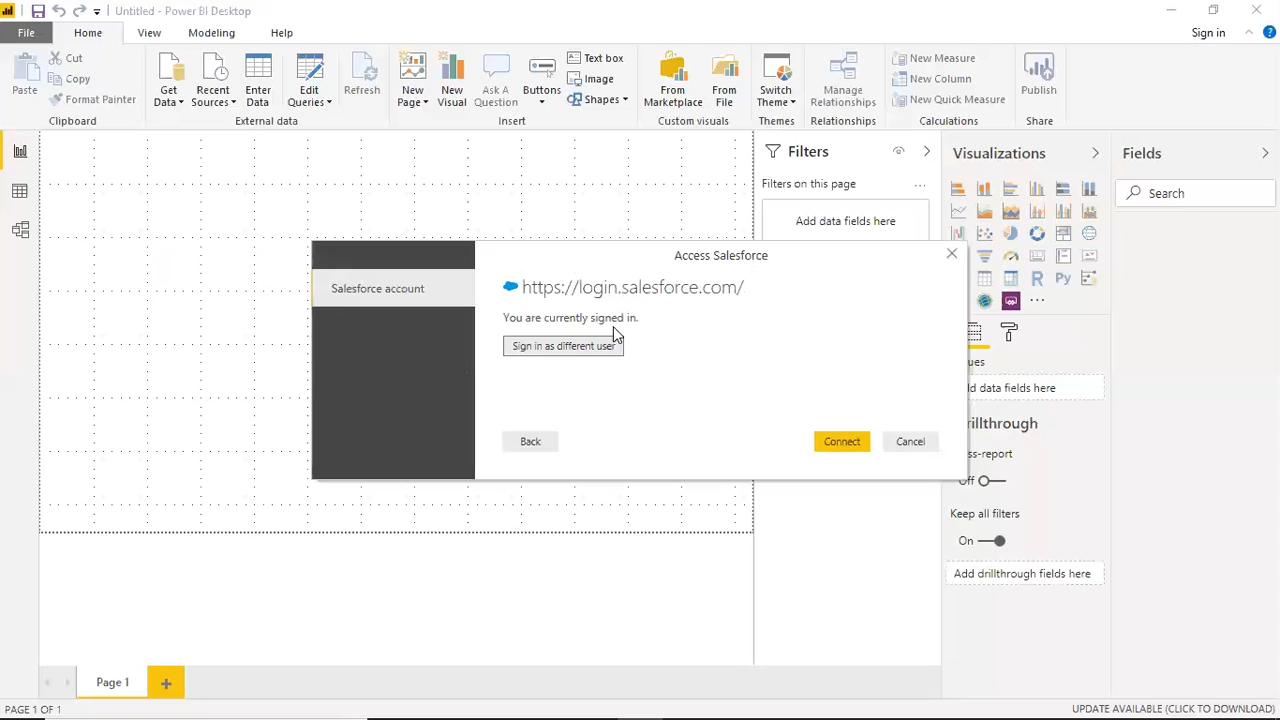 Untitled - Power BI Desktop
File Home View Modeling Help Sign in
Paste
Cut
Copy
Format Painter
Clipboard
Get Data
Recent Sources
Enter Data
Edit Queries
Refresh
External data
New Page
New Visual
Ask A Question
Buttons
Text box
Image
Shapes
Insert
From Marketplace
From File
Custom visuals
Switch Theme
Themes
Manage Relationships
Relationships
New Measure
New Column
New Quick Measure
Calculations
Publish
Share
Filters
Filters on this page
...
Add data fields here
Visualizations
R
Py
...
ues
d data fields here
rillthrough
ss-report
Off
Keep all filters
On
Add drillthrough fields here
Fields
Search
Access Salesforce
Salesforce account
https://login.salesforce.com/
You are currently signed in.
Sign in as different user
Back Connect Cancel
Page 1
PAGE 1 OF 1 UPDATE AVAILABLE (CLICK TO DOWNLOAD)